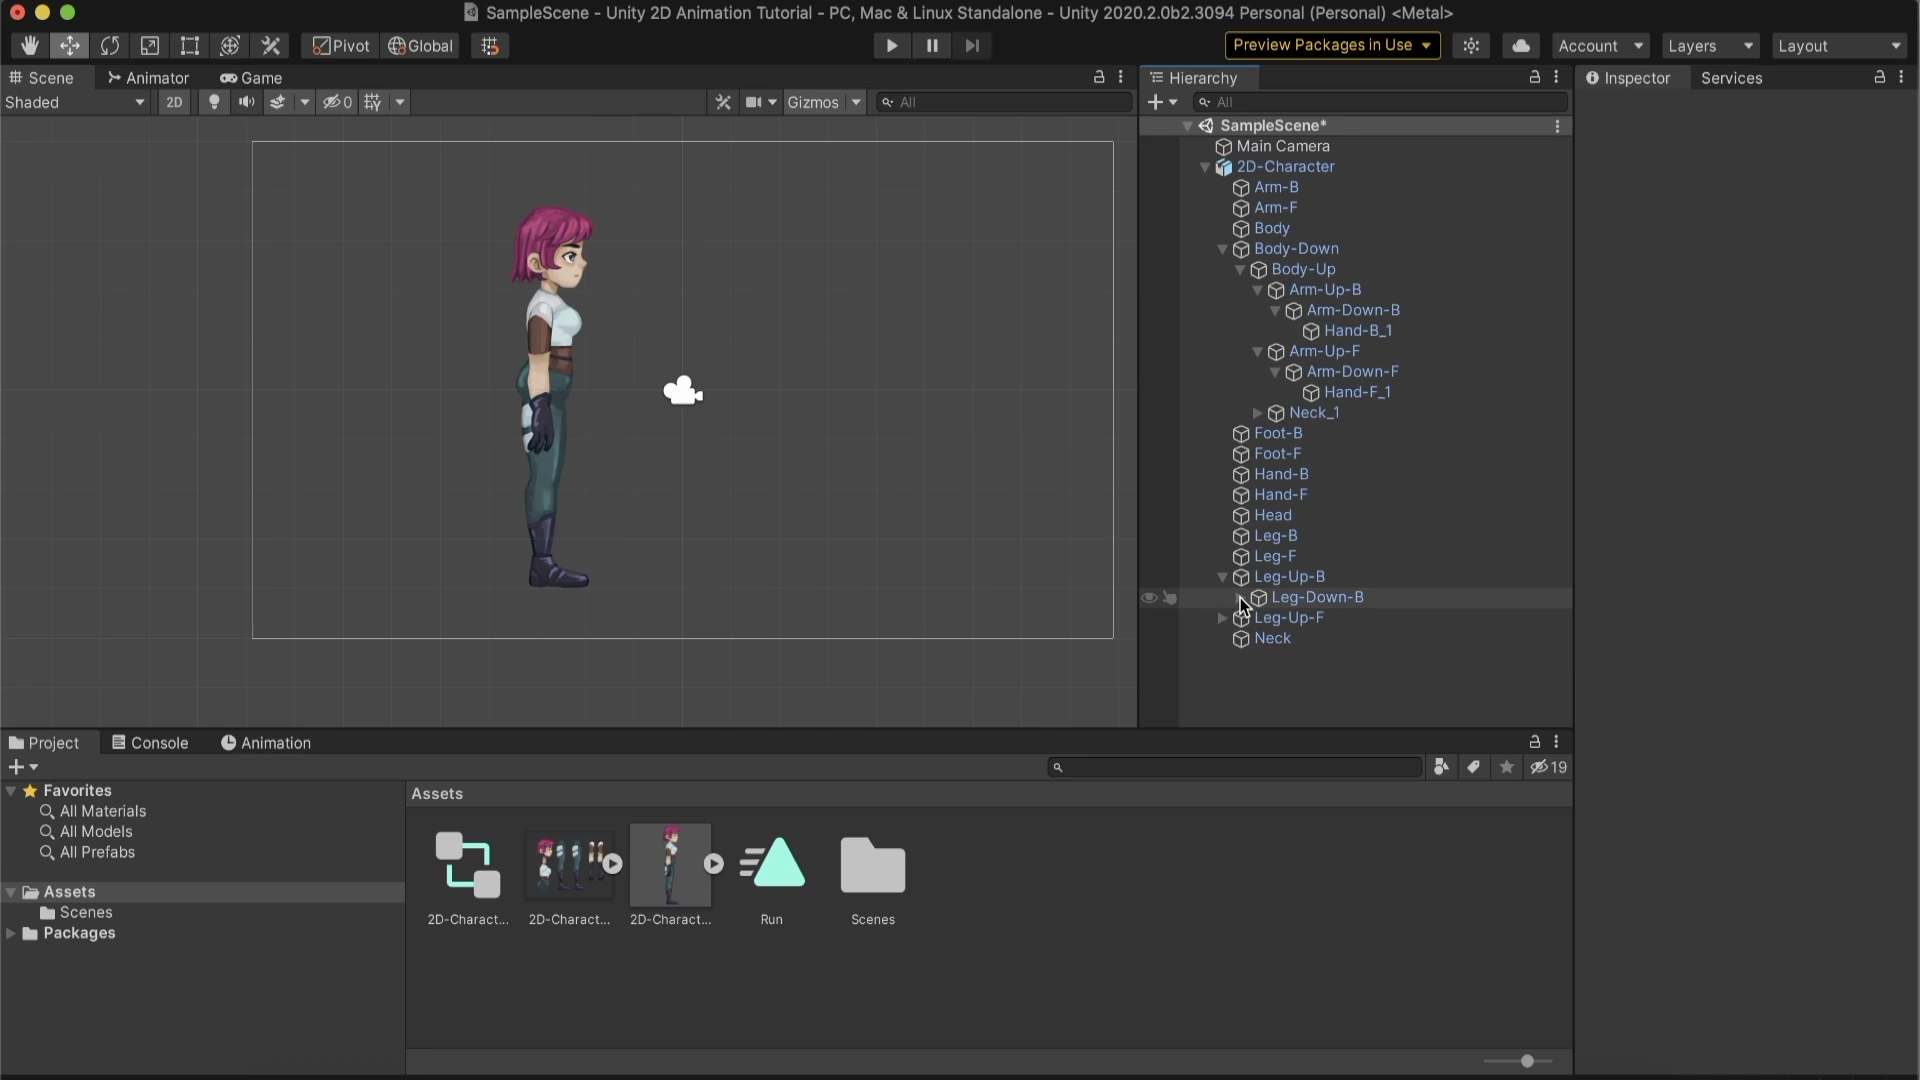 SampleScene - Unity 2D Animation Tutorial - PC, Mac & Linux Standalone - Unity 2020.2.0b2.3094 Personal (Personal) <Metal>
Pivot Global Preview Packages in Use Account Layers Layout
Scene Animator Game
Shaded 2D 0 Gizmos All
Hierarchy
All
SampleScene*
Main Camera
2D-Character
Arm-B
Arm-F
Body
Body-Down
Body-Up
Arm-Up-B
Arm-Down-B
Hand-B_1
Arm-Up-F
Arm-Down-F
Hand-F_1
Neck_1
Foot-B
Foot-F
Hand-B
Hand-F
Head
Leg-B
Leg-F
Leg-Up-B
Leg-Down-B
Leg-Up-F
Neck
Inspector Services
Project Console Animation
19
Favorites
All Materials
All Models
All Prefabs
Assets
Scenes
Packages
Assets
2D-Charact... 2D-Charact... 2D-Charact... Run Scenes